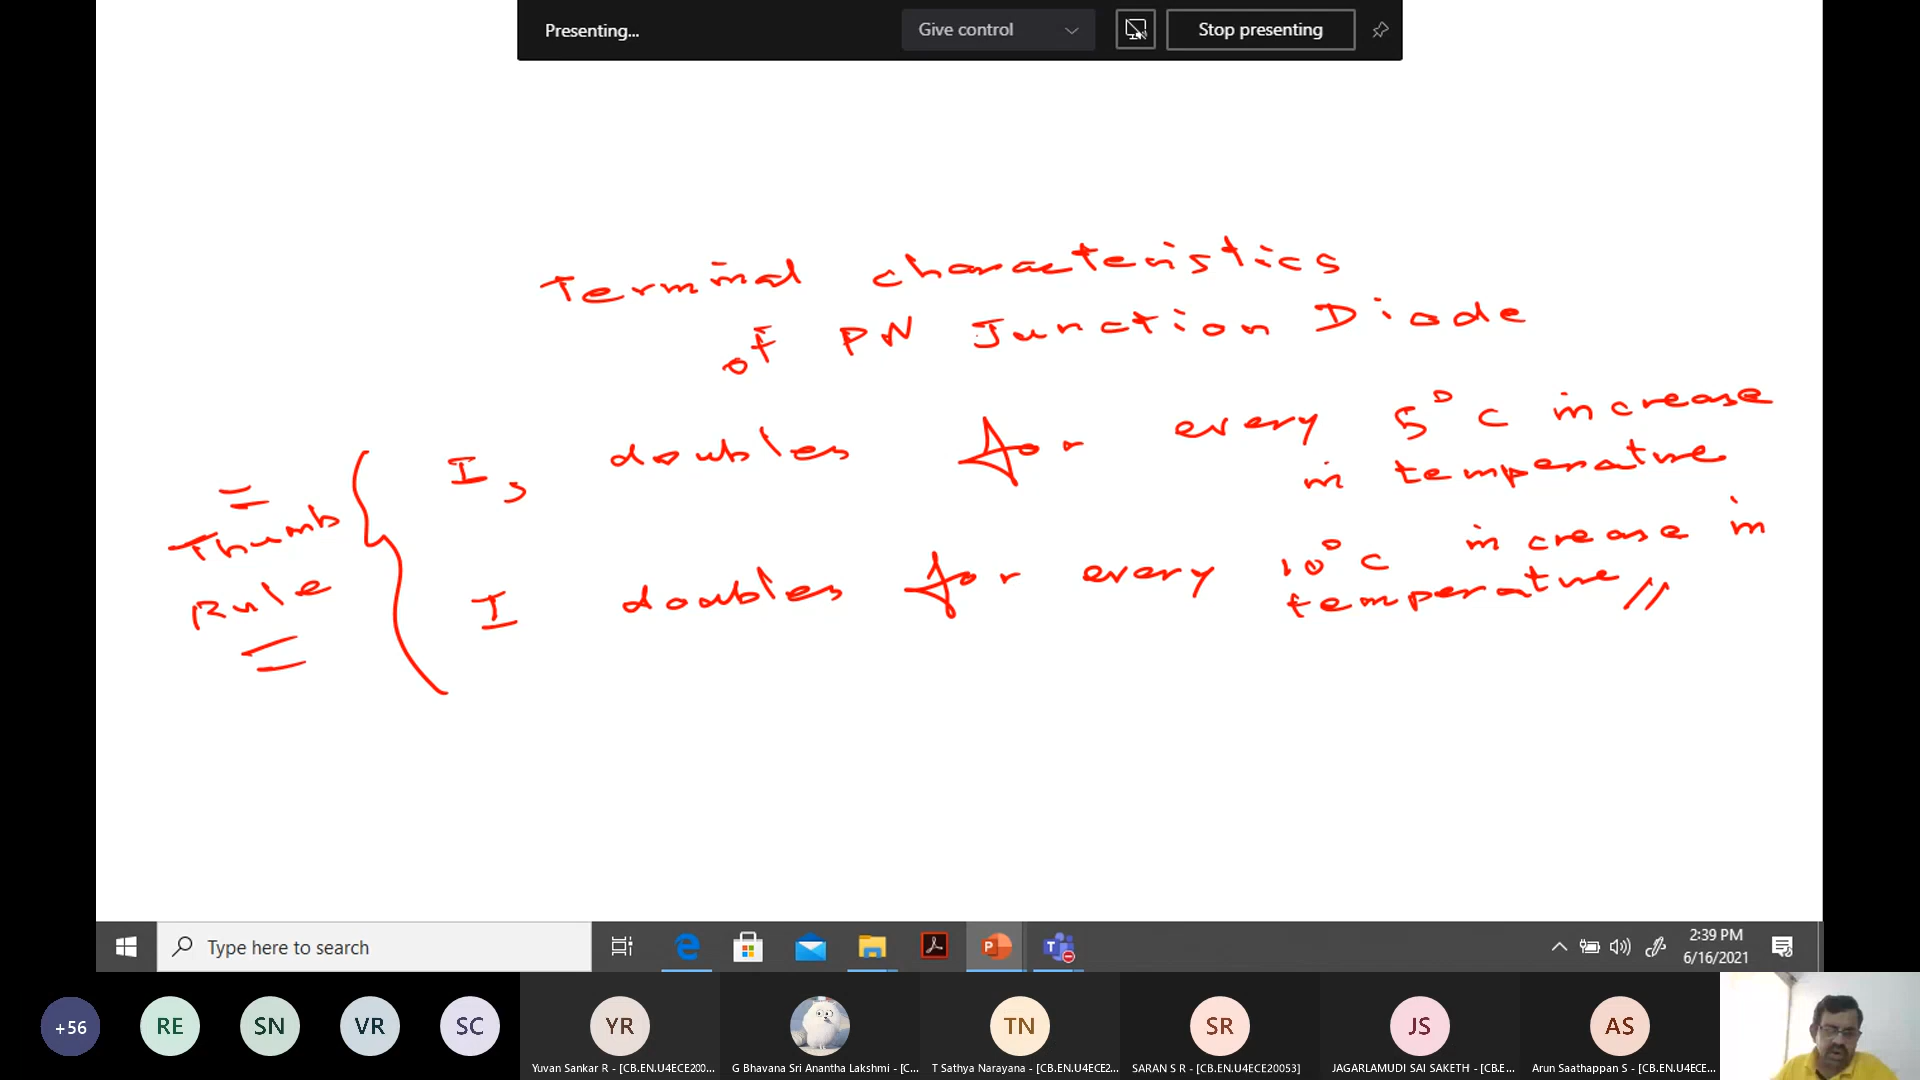 Presenting...
Give control
Stop presenting
Terminal characteristics
of PN Junction Diode
Is doubles for every 5° c increase
in temperature
= Thumb Rule =
I doubles for every 10° c increase in
temperature //
Type here to search
2:39 PM
6/16/2021
+56
RE
SN
VR
SC
YR
TN
SR
JS
AS
Yuvan Sankar R - [CB.EN.U4ECE200...
G Bhavana Sri Anantha Lakshmi - [C...
T Sathya Narayana - [CB.EN.U4ECE2...
SARAN S R - [CB.EN.U4ECE20053]
JAGARLAMUDI SAI SAKETH - [CB.E...
Arun Saathappan S - [CB.EN.U4ECE...